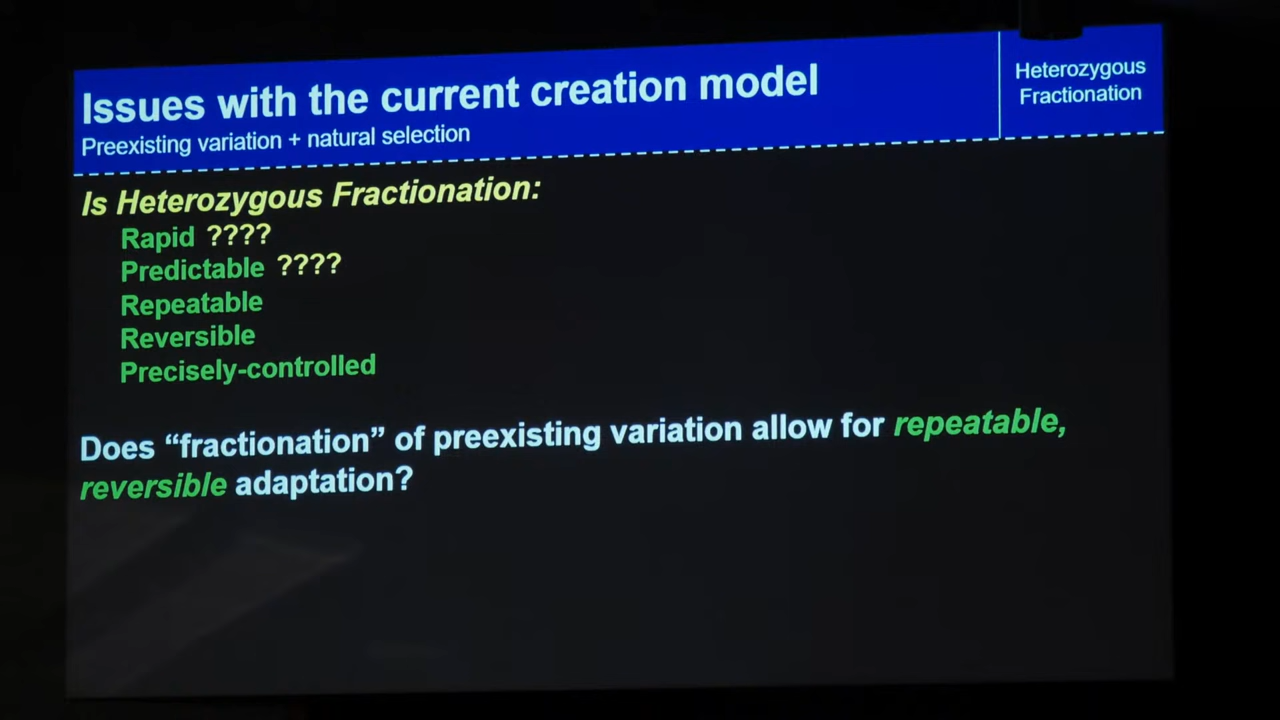 Issues with the current creation model
Preexisting variation + natural selection
Heterozygous
Fractionation
Is Heterozygous Fractionation:
Rapid ????
Predictable ????
Repeatable
Reversible
Precisely-controlled
Does “fractionation” of preexisting variation allow for repeatable,
reversible adaptation?